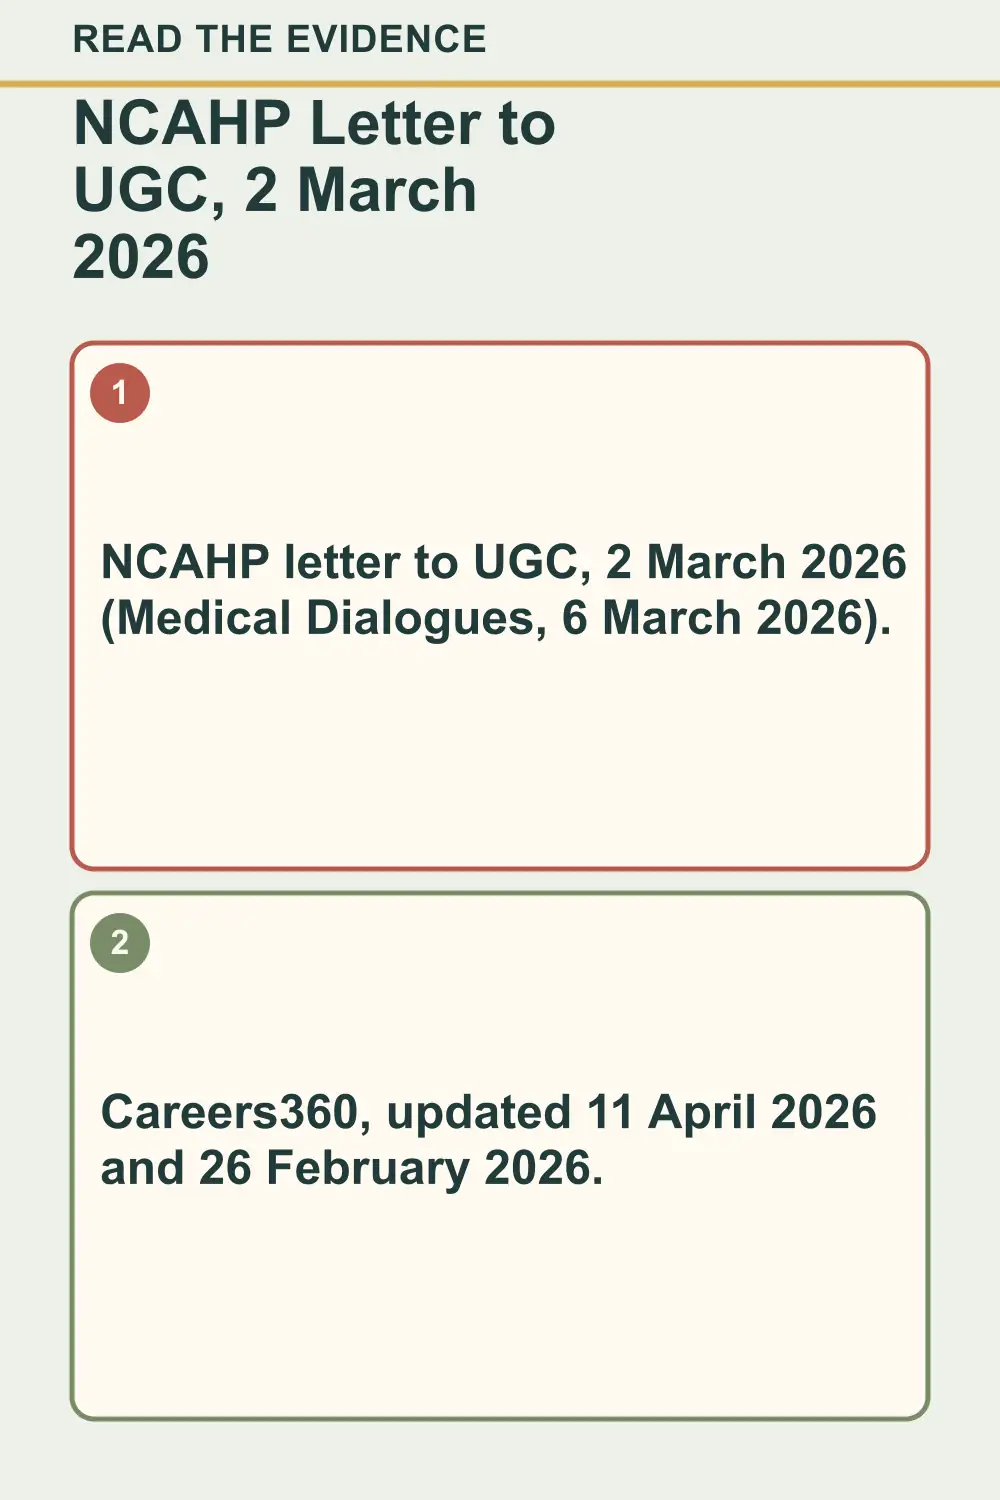 READ THE EVIDENCE
NCAHP Letter to
UGC, 2 March
2026
1
NCAHP letter to UGC, 2 March 2026
(Medical Dialogues, 6 March 2026).
2
Careers360, updated 11 April 2026
and 26 February 2026.